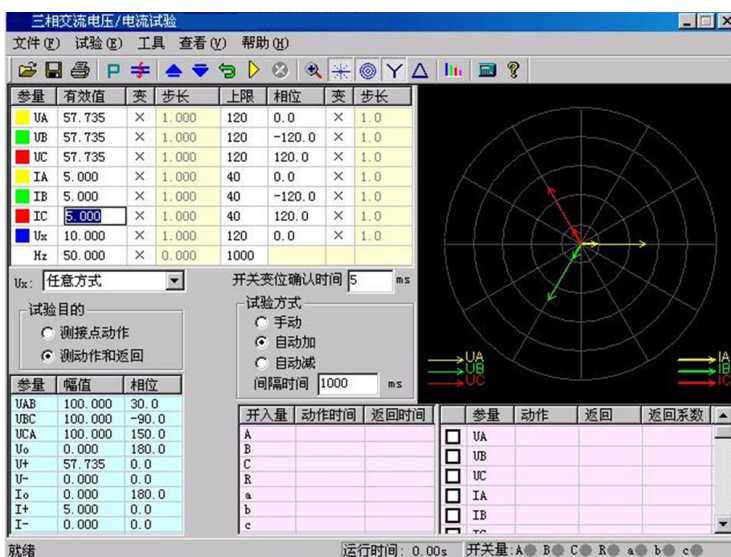 三相交流电压/电流试验
文件(F) 试验(E) 工具 查看(V) 帮助(H)
P
参量 有效值 变 步长 上限 相位 变 步长
UA 57.735 × 1.000 120 0.0 × 1.0
UB 57.735 × 1.000 120 -120.0 × 1.0
UC 57.735 × 1.000 120 120.0 × 1.0
IA 5.000 × 1.000 40 0.0 × 1.0
IB 5.000 × 1.000 40 -120.0 × 1.0
IC 5.000 × 1.000 40 120.0 × 1.0
Ux 10.000 × 1.000 120 0.0 × 1.0
Hz 50.000 × 0.000 1000
Ux: 任意方式
开关变位确认时间 5 ms
试验目的
测接点动作
测动作和返回
试验方式
手动
自动加
自动减
间隔时间 1000 ms
UA
UB
UC
IA
IB
IC
参量 幅值 相位
UAB 100.000 30.0
UBC 100.000 -90.0
UCA 100.000 150.0
Uo 0.000 180.0
U+ 57.735 0.0
U- 0.000 0.0
Io 0.000 180.0
I+ 5.000 0.0
I- 0.000 0.0
开入量 动作时间 返回时间
A
B
C
R
a
b
c
参量 动作 返回 返回系数
UA
UB
UC
IA
IB
就绪
运行时间: 0.00s
开关量:A B C R a b c